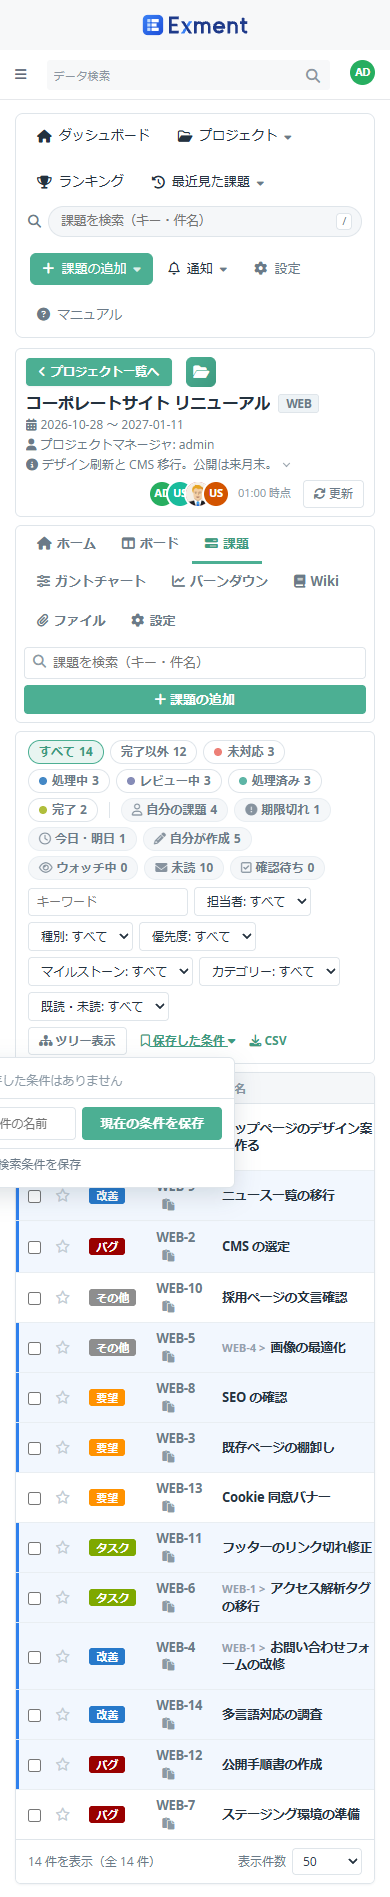 Exment
データ検索
AD
ダッシュボード プロジェクト
ランキング 最近見た課題
課題を検索（キー・件名） /
課題の追加 通知 設定
マニュアル
プロジェクト一覧へ
コーポレートサイト リニューアル WEB
2026-10-28 〜 2027-01-11
プロジェクトマネージャ: admin
デザイン刷新と CMS 移行。公開は来月末。
US 01:00 時点 更新
ホーム ボード 課題
ガントチャート バーンダウン Wiki
ファイル 設定
課題を検索（キー・件名）
課題の追加
すべて 14 完了以外 12 未対応 3
処理中 3 レビュー中 3 処理済み 3
完了 2 自分の課題 4 期限切れ 1
今日・明日 1 自分が作成 5
ウォッチ中 0 未読 10 確認待ち 0
キーワード 担当者: すべて
種別: すべて 優先度: すべて
マイルストーン: すべて カテゴリー: すべて
既読・未読: すべて
ツリー表示 保存した条件 CSV
した条件はありません
名
件の名前 現在の条件を保存
ップページのデザイン案
作る
検索条件を保存
改善 ニュース一覧の移行
バグ WEB-2 CMS の選定
その他 WEB-10 採用ページの文言確認
その他 WEB-5 WEB-4 > 画像の最適化
要望 WEB-8 SEO の確認
要望 WEB-3 既存ページの棚卸し
要望 WEB-13 Cookie 同意バナー
タスク WEB-11 フッターのリンク切れ修正
タスク WEB-6 WEB-1 > アクセス解析タグ
の移行
改善 WEB-4 WEB-1 > お問い合わせフォ
ームの改修
改善 WEB-14 多言語対応の調査
バグ WEB-12 公開手順書の作成
バグ WEB-7 ステージング環境の準備
14 件を表示（全 14 件） 表示件数 50